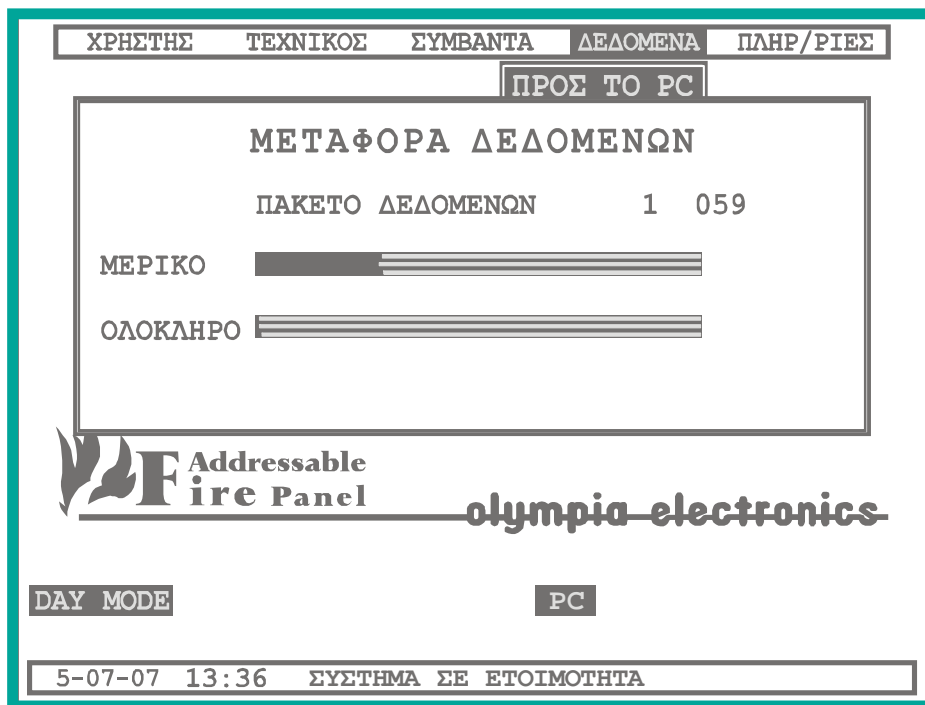 ΧΡΗΣΤΗΣ ΤΕΧΝΙΚΟΣ ΣΥΜΒΑΝΤΑ ΔΕΔΟΜΕΝΑ ΠΛΗΡ/ΡΙΕΣ
ΠΡΟΣ ΤΟ PC
ΜΕΤΑΦΟΡΑ ΔΕΔΟΜΕΝΩΝ
ΠΑΚΕΤΟ ΔΕΔΟΜΕΝΩΝ 1 059
ΜΕΡΙΚΟ
ΟΛΟΚΛΗΡΟ
Addressable
Fire Panel
olympia electronics
DAY MODE PC
5-07-07 13:36 ΣΥΣΤΗΜΑ ΣΕ ΕΤΟΙΜΟΤΗΤΑ